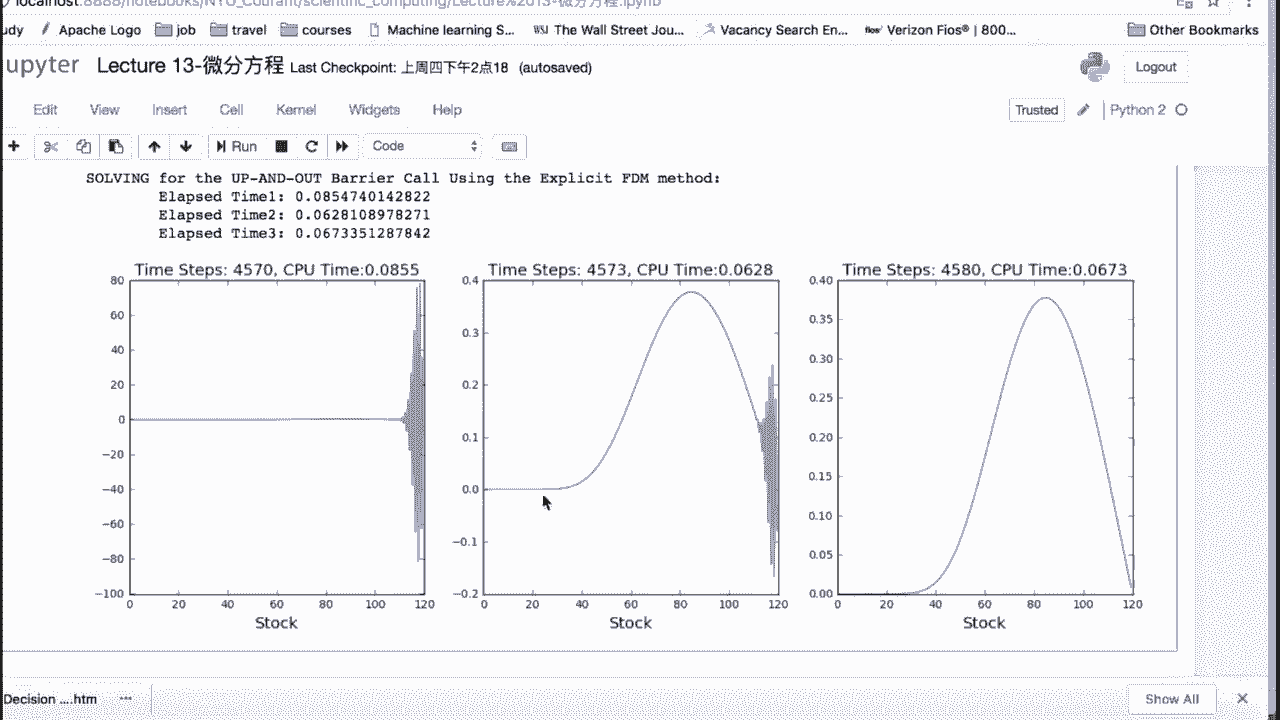 localhost:8888/notebooks/NYU_Courant/scientific_computing/Lecture%2013-微分方程.ipynb
udy Apache Logo job travel courses Machine learning S... WSJ The Wall Street Jou... Vacancy Search En... fios Verizon Fios® | 800... Other Bookmarks
upyter Lecture 13-微分方程 Last Checkpoint: 上周四下午2点18 (autosaved) Logout
Edit View Insert Cell Kernel Widgets Help Trusted Python 2
Run Code
SOLVING for the UP-AND-OUT Barrier Call Using the Explicit FDM method:
Elapsed Time1: 0.0854740142822
Elapsed Time2: 0.0628108978271
Elapsed Time3: 0.0673351287842
Time Steps: 4570, CPU Time:0.0855
80
60
40
20
0
−20
−40
−60
−80
−100
0 20 40 60 80 100 120
Stock
Time Steps: 4573, CPU Time:0.0628
0.4
0.3
0.2
0.1
0.0
−0.1
−0.2
0 20 40 60 80 100 120
Stock
Time Steps: 4580, CPU Time:0.0673
0.40
0.35
0.30
0.25
0.20
0.15
0.10
0.05
0.00
0 20 40 60 80 100 120
Stock
Decision ....htm Show All